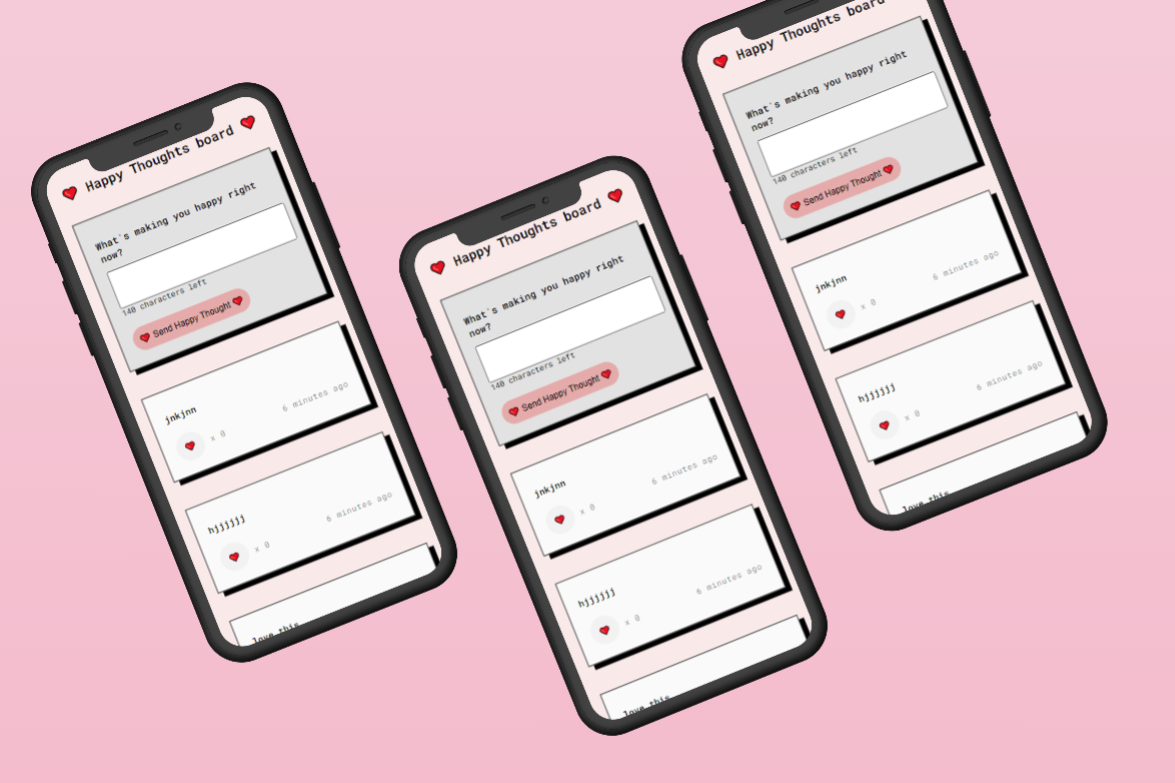 Happy Thoughts board
What's making you happy right
now?
140 characters left
Send Happy Thought
jnkjnn
x 0
6 minutes ago
hjjjjjj
x 0
6 minutes ago
love this
Happy Thoughts board
What's making you happy right
now?
140 characters left
Send Happy Thought
jnkjnn
x 0
6 minutes ago
hjjjjjj
x 0
6 minutes ago
love this
Happy Thoughts board
What's making you happy right
now?
140 characters left
Send Happy Thought
jnkjnn
x 0
6 minutes ago
hjjjjjj
x 0
6 minutes ago
love this